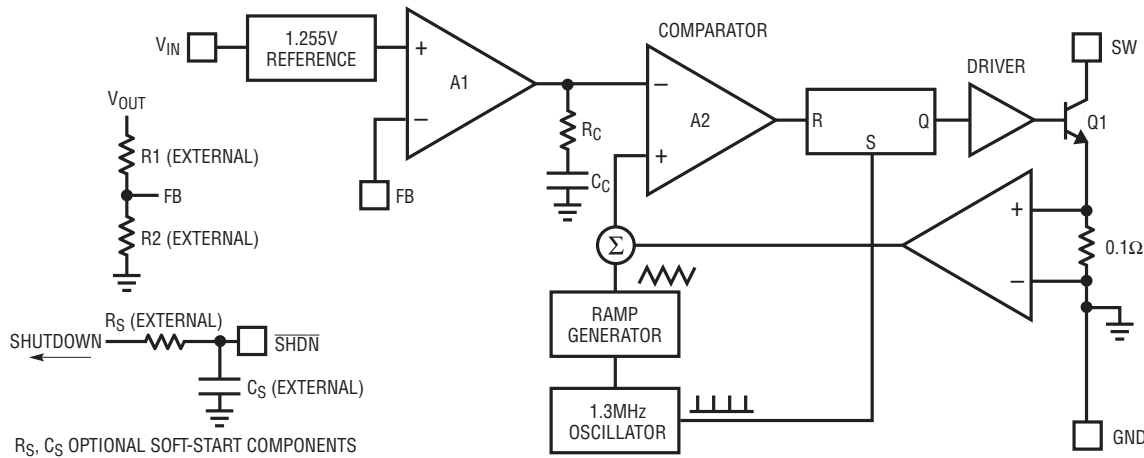 V_IN
1.255V
REFERENCE
+
−
A1
FB
COMPARATOR
−
+
A2
R_C
C_C
R
Q
S
DRIVER
SW
Q1
V_OUT
R1 (EXTERNAL)
FB
R2 (EXTERNAL)
Σ
+
−
0.1Ω
RAMP
GENERATOR
R_S (EXTERNAL)
SHUTDOWN
SHDN
C_S (EXTERNAL)
1.3MHz
OSCILLATOR
GND
R_S, C_S OPTIONAL SOFT-START COMPONENTS